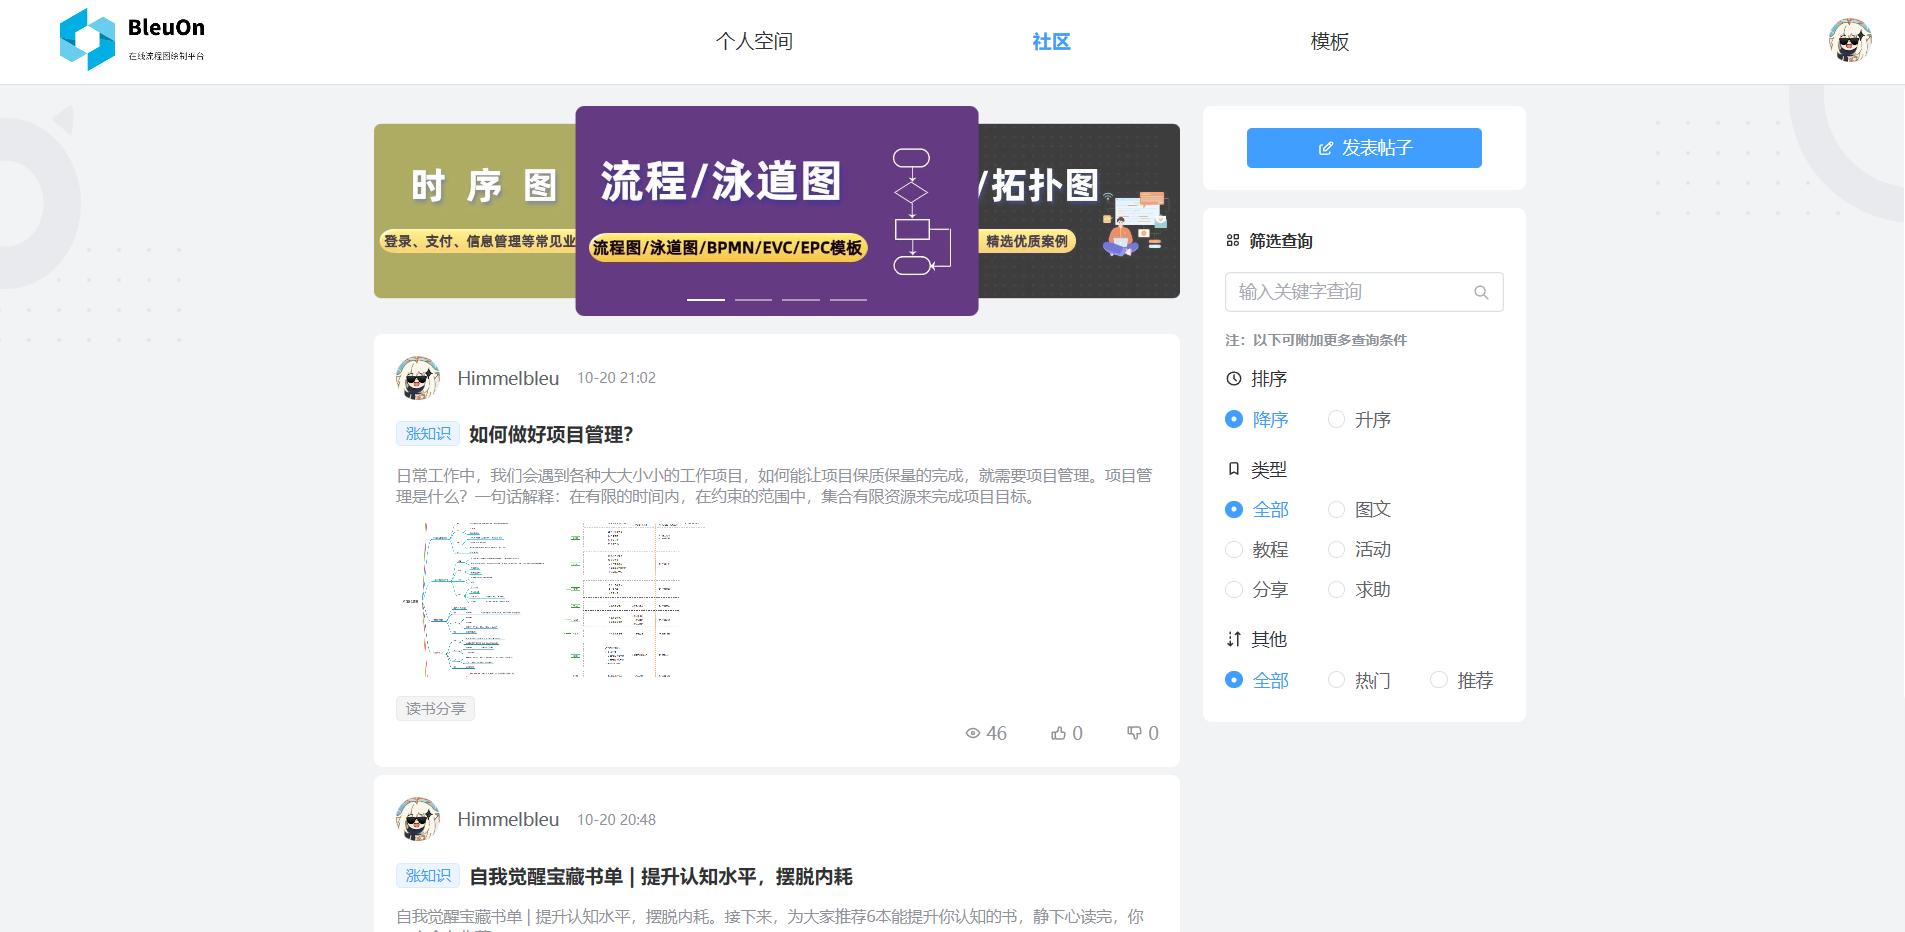 BleuOn
在线流程图绘制平台
个人空间
社区
模板
时 序 图
登录、支付、信息管理等常见业
流程/泳道图
流程图/泳道图/BPMN/EVC/EPC模板
/拓扑图
精选优质案例
发表帖子
筛选查询
输入关键字查询
注：以下可附加更多查询条件
排序
降序
升序
类型
全部
图文
教程
活动
分享
求助
其他
全部
热门
推荐
Himmelbleu
10-20 21:02
涨知识
如何做好项目管理？
日常工作中，我们会遇到各种大大小小的工作项目，如何能让项目保质保量的完成，就需要项目管理。项目管
理是什么？一句话解释：在有限的时间内，在约束的范围中，集合有限资源来完成项目目标。
读书分享
46
0
0
Himmelbleu
10-20 20:48
涨知识
自我觉醒宝藏书单 | 提升认知水平，摆脱内耗
自我觉醒宝藏书单 | 提升认知水平，摆脱内耗。接下来，为大家推荐6本能提升你认知的书，静下心读完，你